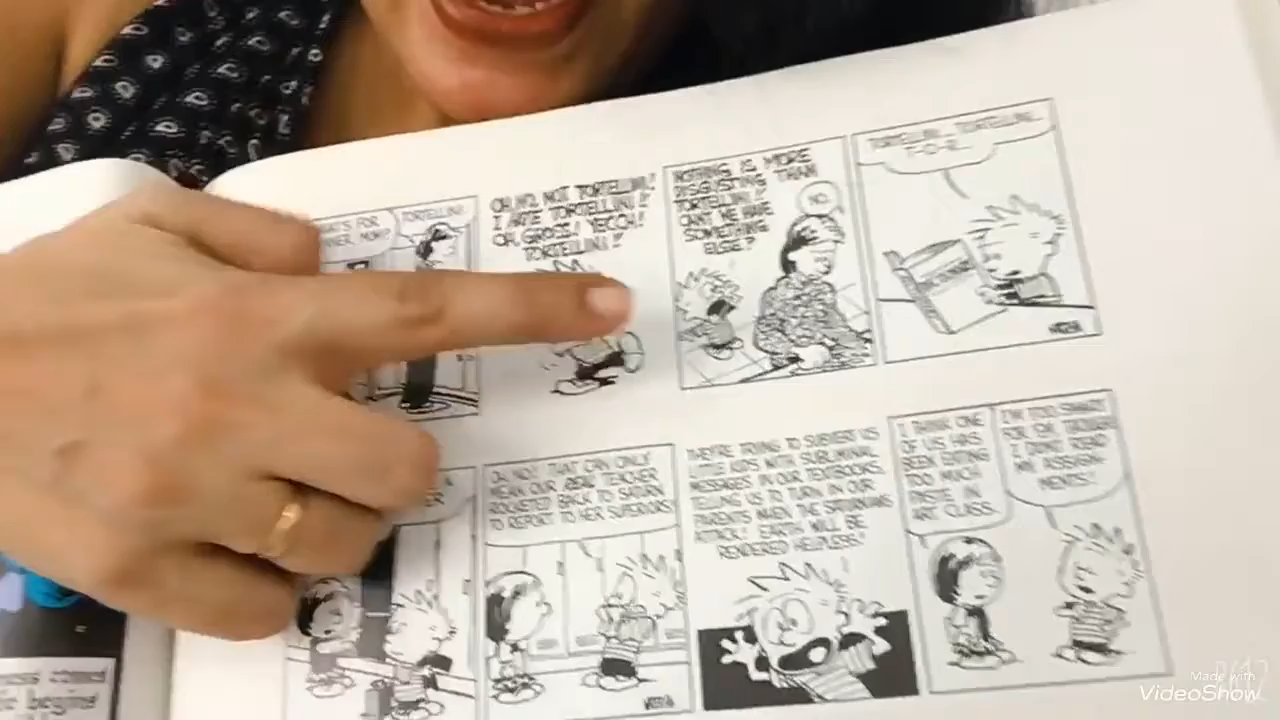 WHAT'S FOR
DINNER, MOM?
TORTELLINI.
OH NO, NOT TORTELLINI!
I HATE TORTELLINI!
OH, GROSS! YECCH!
TORTELLINI!
NOTHING IS MORE
DISGUSTING THAN
TORTELLINI!
CAN'T WE HAVE
SOMETHING
ELSE?
NO.
TORTELLINI... TORTELLINI...
T-O-R...
OH NO! THAT CAN ONLY
MEAN OUR REAL TEACHER
ROCKETED BACK TO SATURN
TO REPORT TO HER SUPERIORS!
THEY'RE TRYING TO SUBVERT US
LITTLE KIDS WITH SUBLIMINAL
MESSAGES IN OUR TEXTBOOKS,
TELLING US TO TURN IN OUR
PARENTS WHEN THE SATURNIANS
ATTACK! EARTH WILL BE
RENDERED HELPLESS!
I THINK ONE
OF US HAS
BEEN EATING
TOO MUCH
PASTE IN
ART CLASS.
I'M TOO SMART
FOR 'EM, THOUGH!
I DON'T READ
MY ASSIGN-
MENTS!
Made with
VideoShow